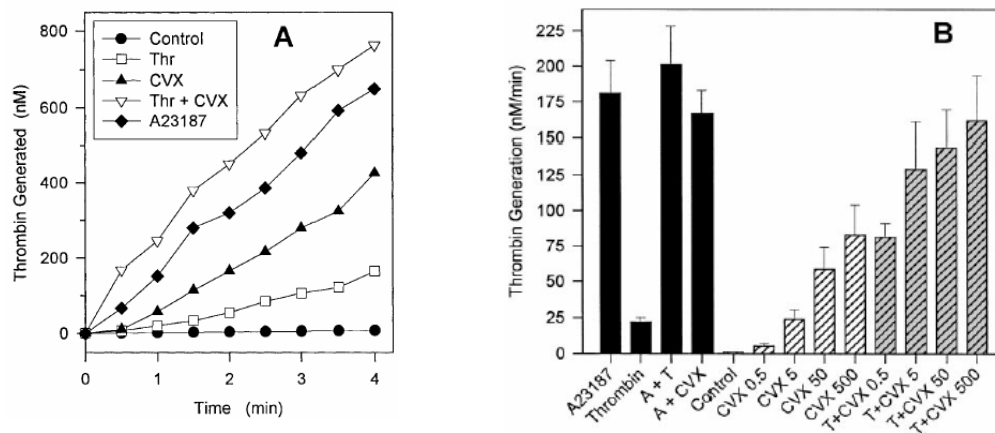 A
Control
Thr
CVX
Thr + CVX
A23187
Thrombin Generated (nM)
800
600
400
200
0
0
1
2
3
4
Time (min)
B
Thrombin Generation (nM/min)
225
200
175
150
125
100
75
50
25
0
A23187
Thrombin
A + T
A + CVX
Control
CVX 0.5
CVX 5
CVX 50
CVX 500
T+CVX 0.5
T+CVX 5
T+CVX 50
T+CVX 500